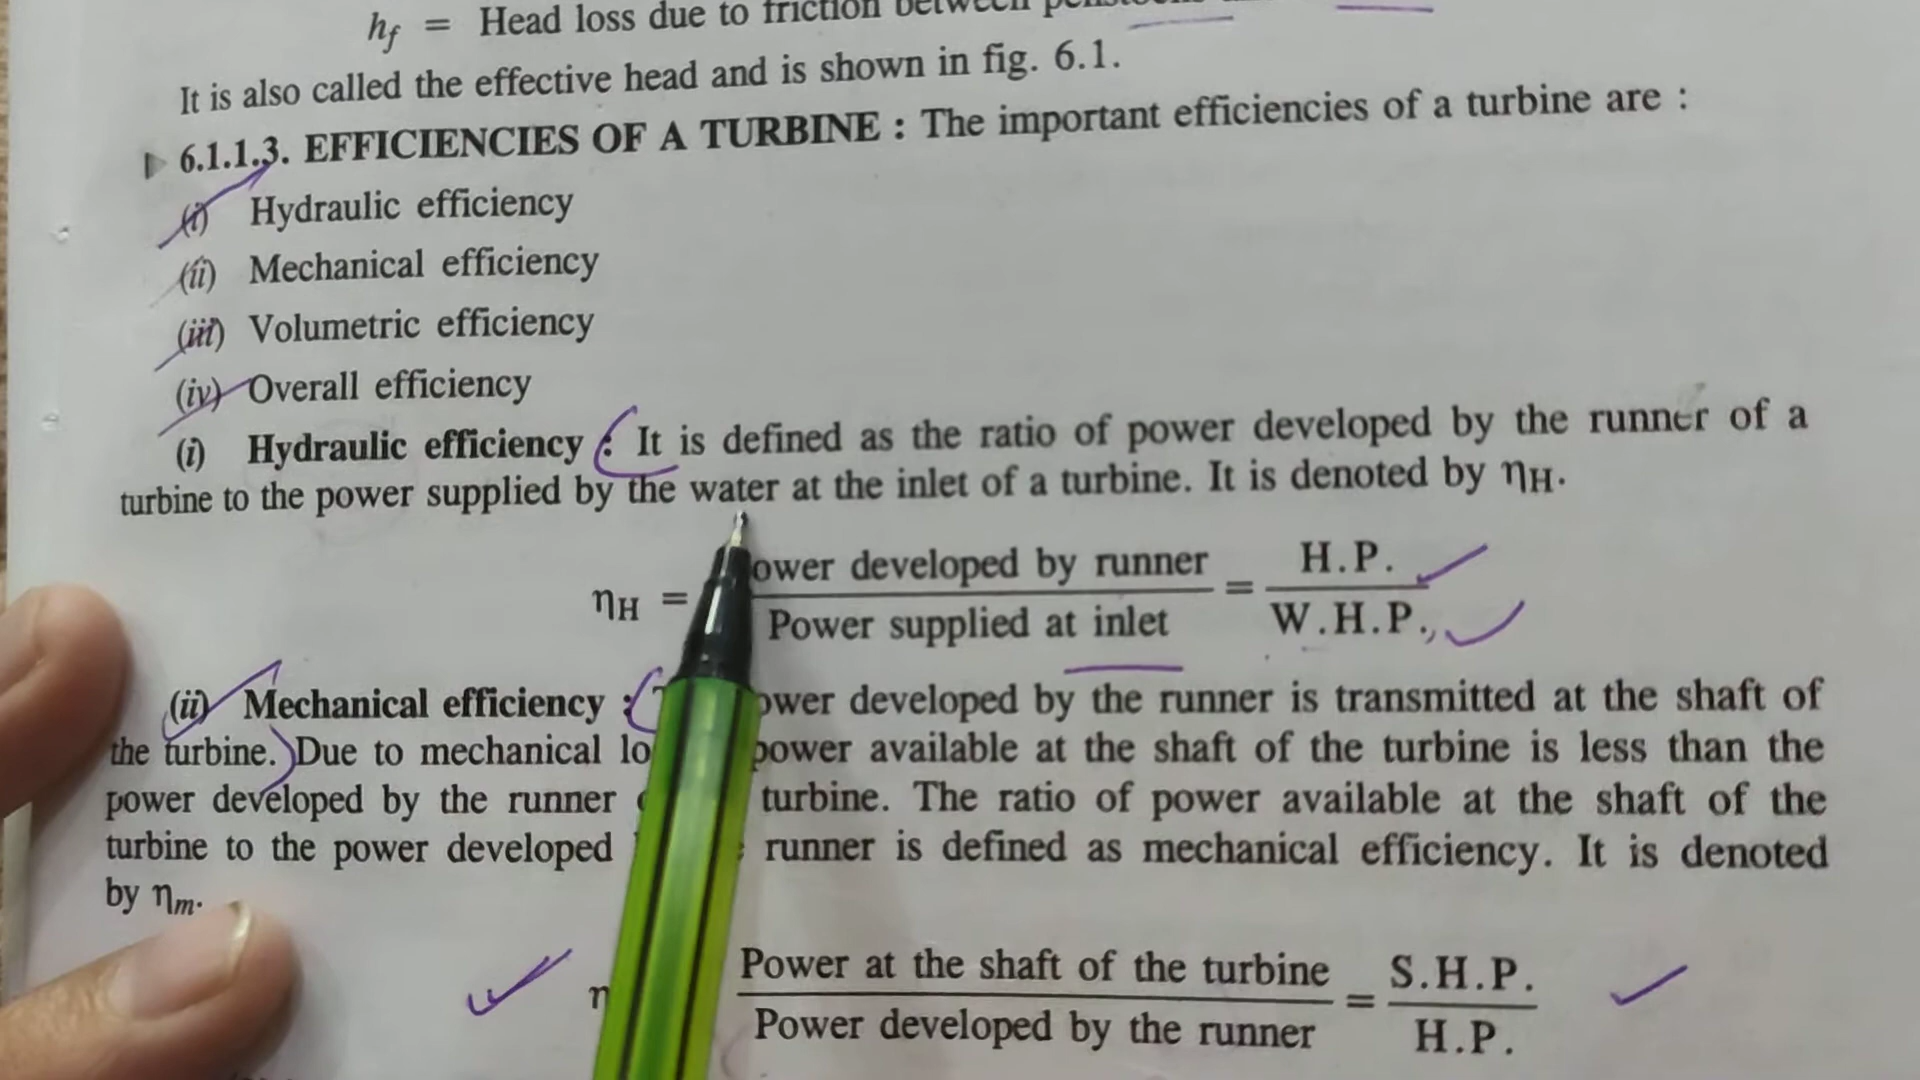 hf = Head loss due to friction between
It is also called the effective head and is shown in fig. 6.1.
6.1.1.3. EFFICIENCIES OF A TURBINE : The important efficiencies of a turbine are :
(i) Hydraulic efficiency
(ii) Mechanical efficiency
(iii) Volumetric efficiency
(iv) Overall efficiency
(i) Hydraulic efficiency : It is defined as the ratio of power developed by the runner of a
turbine to the power supplied by the water at the inlet of a turbine. It is denoted by ηH.
ηH = ower developed by runner / Power supplied at inlet = H.P. / W.H.P.,
(ii) Mechanical efficiency : ower developed by the runner is transmitted at the shaft of
the turbine. Due to mechanical lo power available at the shaft of the turbine is less than the
power developed by the runner turbine. The ratio of power available at the shaft of the
turbine to the power developed runner is defined as mechanical efficiency. It is denoted
by ηm.
η Power at the shaft of the turbine / Power developed by the runner = S.H.P. / H.P.